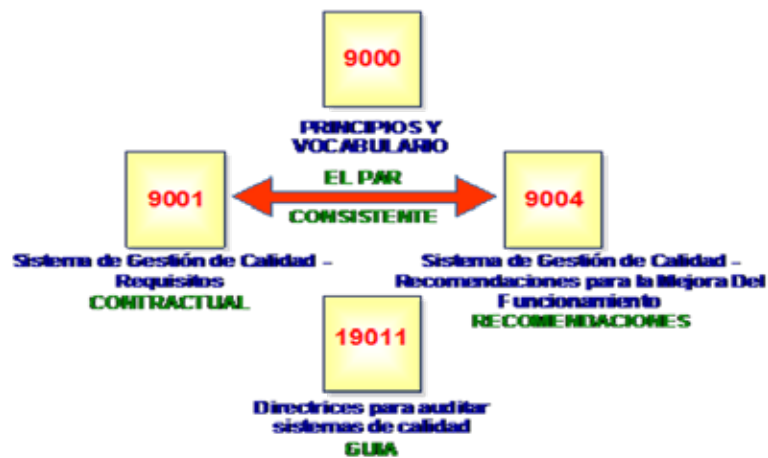 9000
PRINCIPIOS Y
VOCABULARIO
9001
EL PAR
CONSISTENTE
9004
Sistema de Gestión de Calidad –
Requisitos
CONTRACTUAL
Sistema de Gestión de Calidad –
Recomendaciones para la Mejora Del
Funcionamiento
RECOMENDACIONES
19011
Directrices para auditar
sistemas de calidad
GUIA